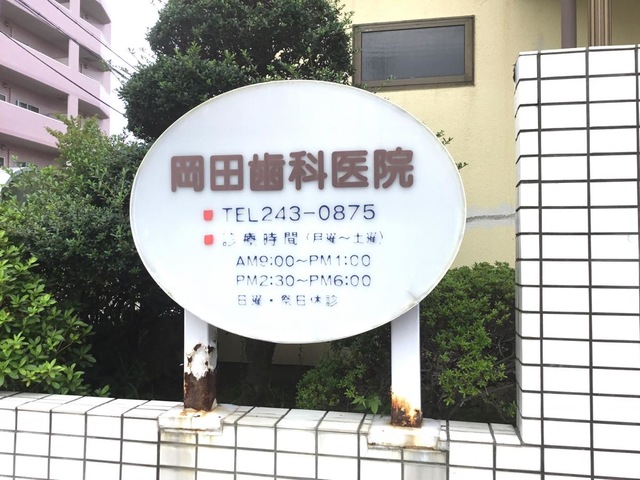 岡田歯科医院
TEL243-0875
診療時間(月曜~土曜)
AM9:00~PM1:00
PM2:30~PM6:00
日曜・祭日休診